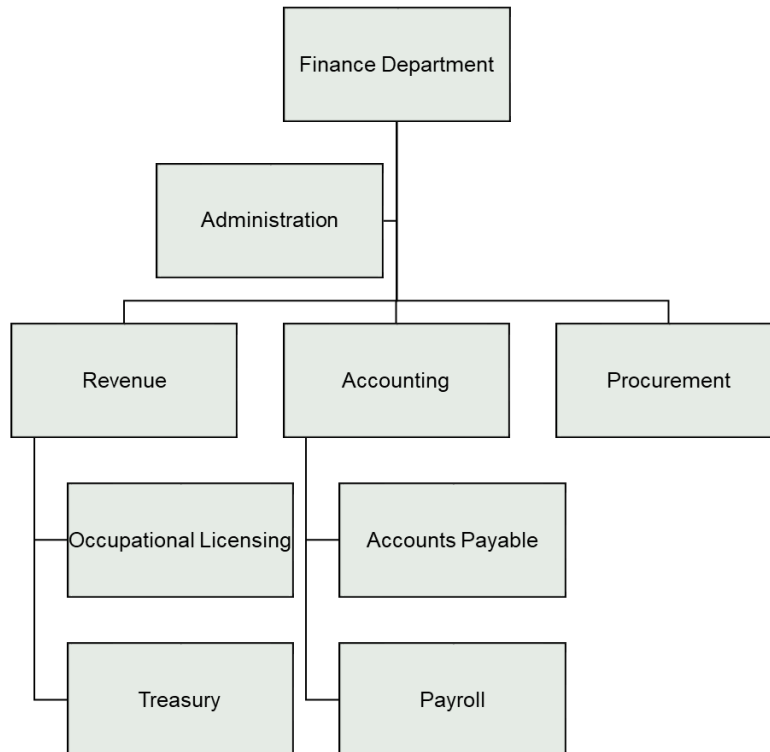 Finance Department
Administration
Revenue
Accounting
Procurement
Occupational Licensing
Accounts Payable
Treasury
Payroll